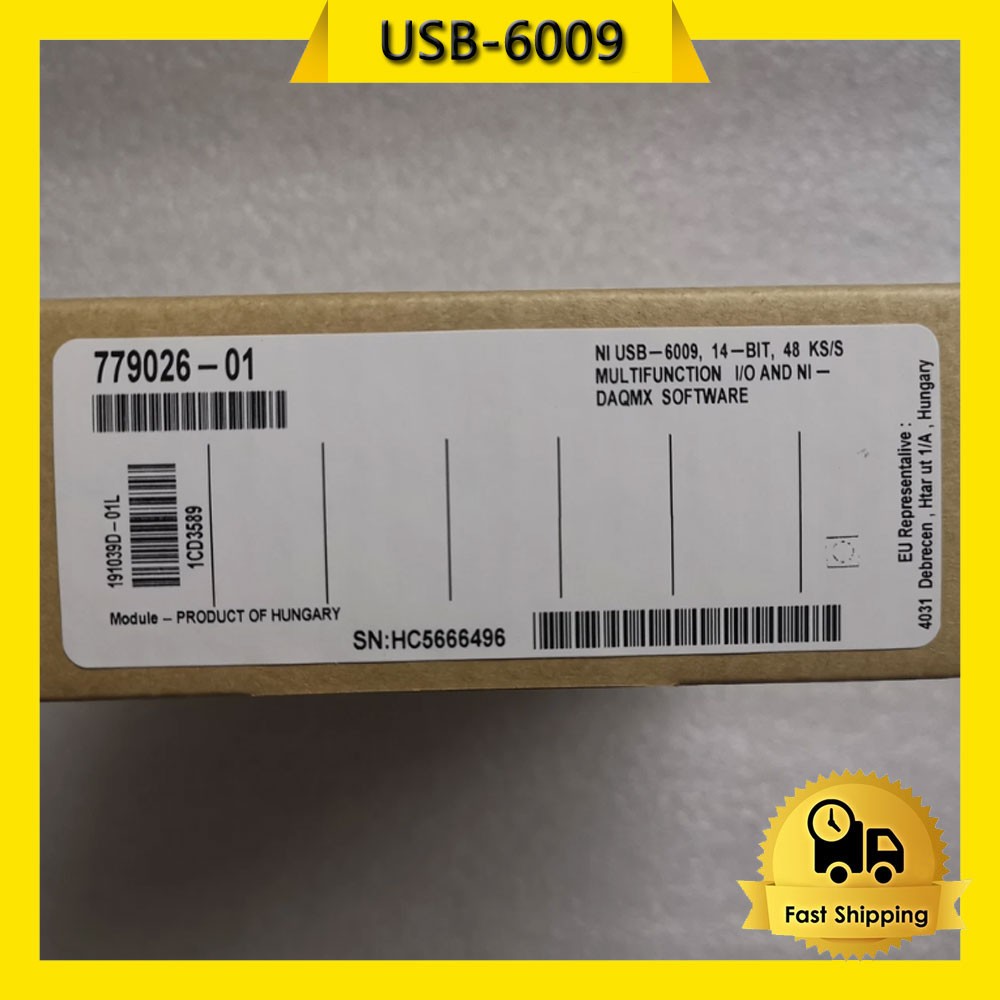 USB-6009
779026-01
NI USB-6009, 14-BIT, 48 KS/S
MULTIFUNCTION I/O AND NI-
DAQMX SOFTWARE
191039D-01L
1CD3589
Module - PRODUCT OF HUNGARY
SN:HC5666496
EU Representalive :
4031 Debrecen , Htar ut 1/A , Hungary
Fast Shipping